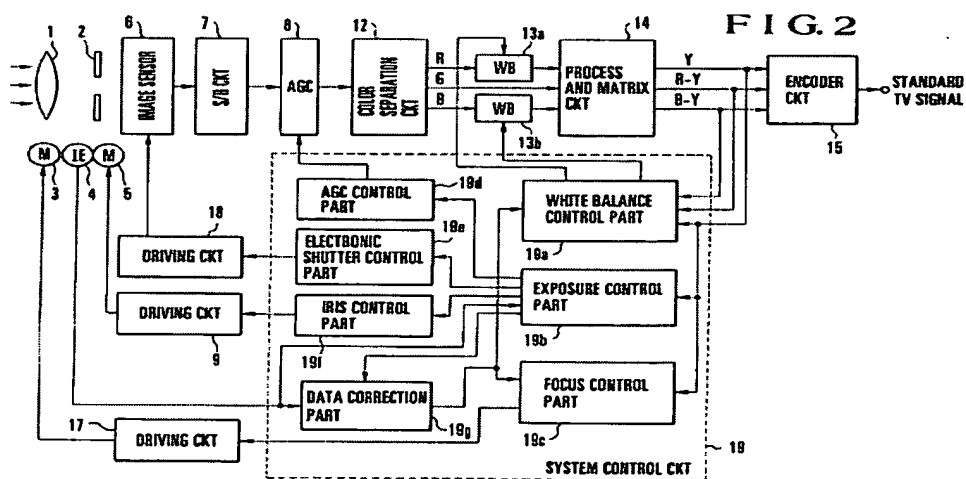 FIG. 2
1
2
6
7
8
12
13a
14
IMAGE SENSOR
S/H CKT
AGC
COLOR SEPARATION CKT
R
G
B
WB
WB
13b
PROCESS AND MATRIX CKT
Y
R-Y
B-Y
ENCODER CKT
15
STANDARD TV SIGNAL
M
IE
M
3
4
5
AGC CONTROL PART
19d
WHITE BALANCE CONTROL PART
19a
18
DRIVING CKT
ELECTRONIC SHUTTER CONTROL PART
19e
EXPOSURE CONTROL PART
19b
DRIVING CKT
9
IRIS CONTROL PART
19f
DATA CORRECTION PART
19g
FOCUS CONTROL PART
19c
17
DRIVING CKT
19
SYSTEM CONTROL CKT